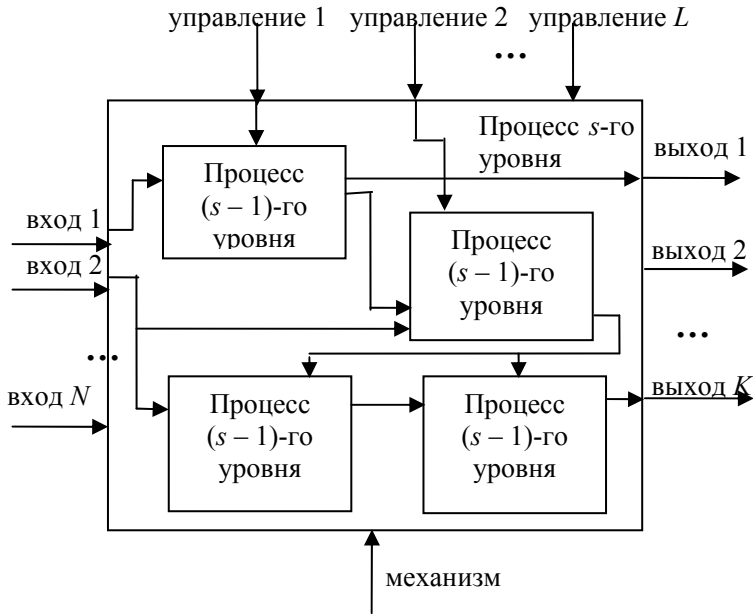 управление 1
управление 2
управление L
...
Процесс s-го
уровня
выход 1
Процесс
(s – 1)-го
уровня
вход 1
вход 2
Процесс
(s – 1)-го
уровня
выход 2
...
...
вход N
выход K
Процесс
(s – 1)-го
уровня
Процесс
(s – 1)-го
уровня
механизм